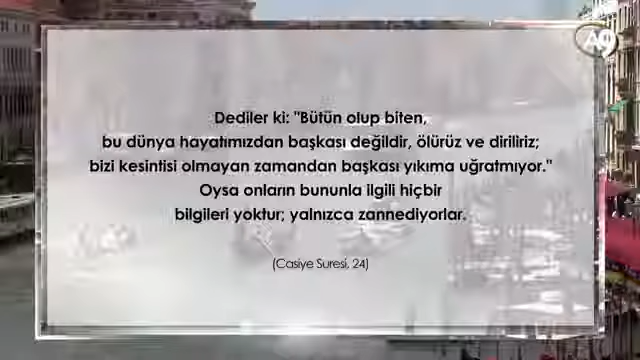 A9
Dediler ki: "Bütün olup biten,
bu dünya hayatımızdan başkası değildir, ölürüz ve diriliriz;
bizi kesintisi olmayan zamandan başkası yıkıma uğratmıyor."
Oysa onların bununla ilgili hiçbir
bilgileri yoktur; yalnızca zannediyorlar.
(Casiye Suresi, 24)